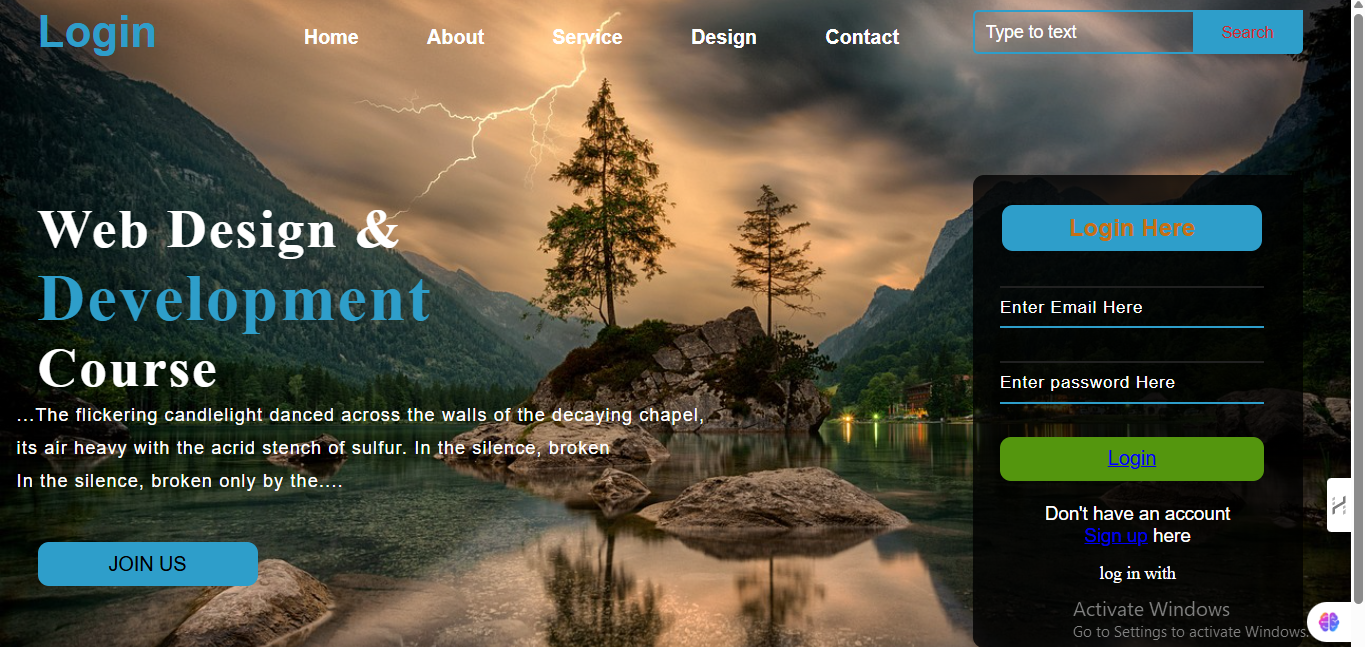 Login
Home
About
Service
Design
Contact
Type to text
Search
Web Design &
Development
Course
...The flickering candlelight danced across the walls of the decaying chapel,
its air heavy with the acrid stench of sulfur. In the silence, broken
In the silence, broken only by the....
JOIN US
Login Here
Enter Email Here
Enter password Here
Login
Don't have an account
Sign up here
log in with
Activate Windows
Go to Settings to activate Windows.